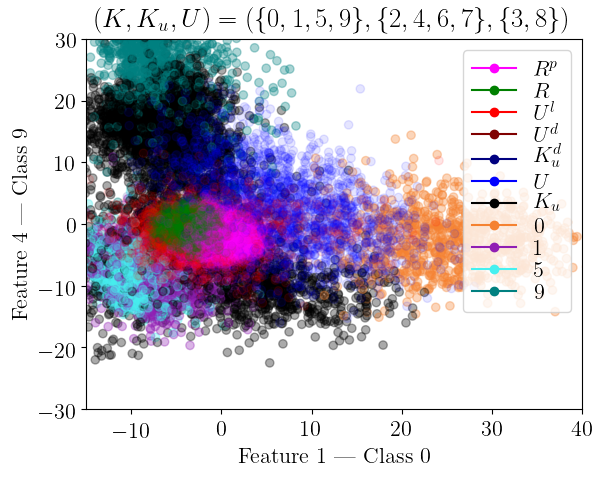 (K, K_u, U) = ({0, 1, 5, 9}, {2, 4, 6, 7}, {3, 8})
30
20
10
0
−10
−20
−30
Feature 4 — Class 9
−10
0
10
20
30
40
Feature 1 — Class 0
R^p
R
U^l
U^d
K_u^d
U
K_u
0
1
5
9